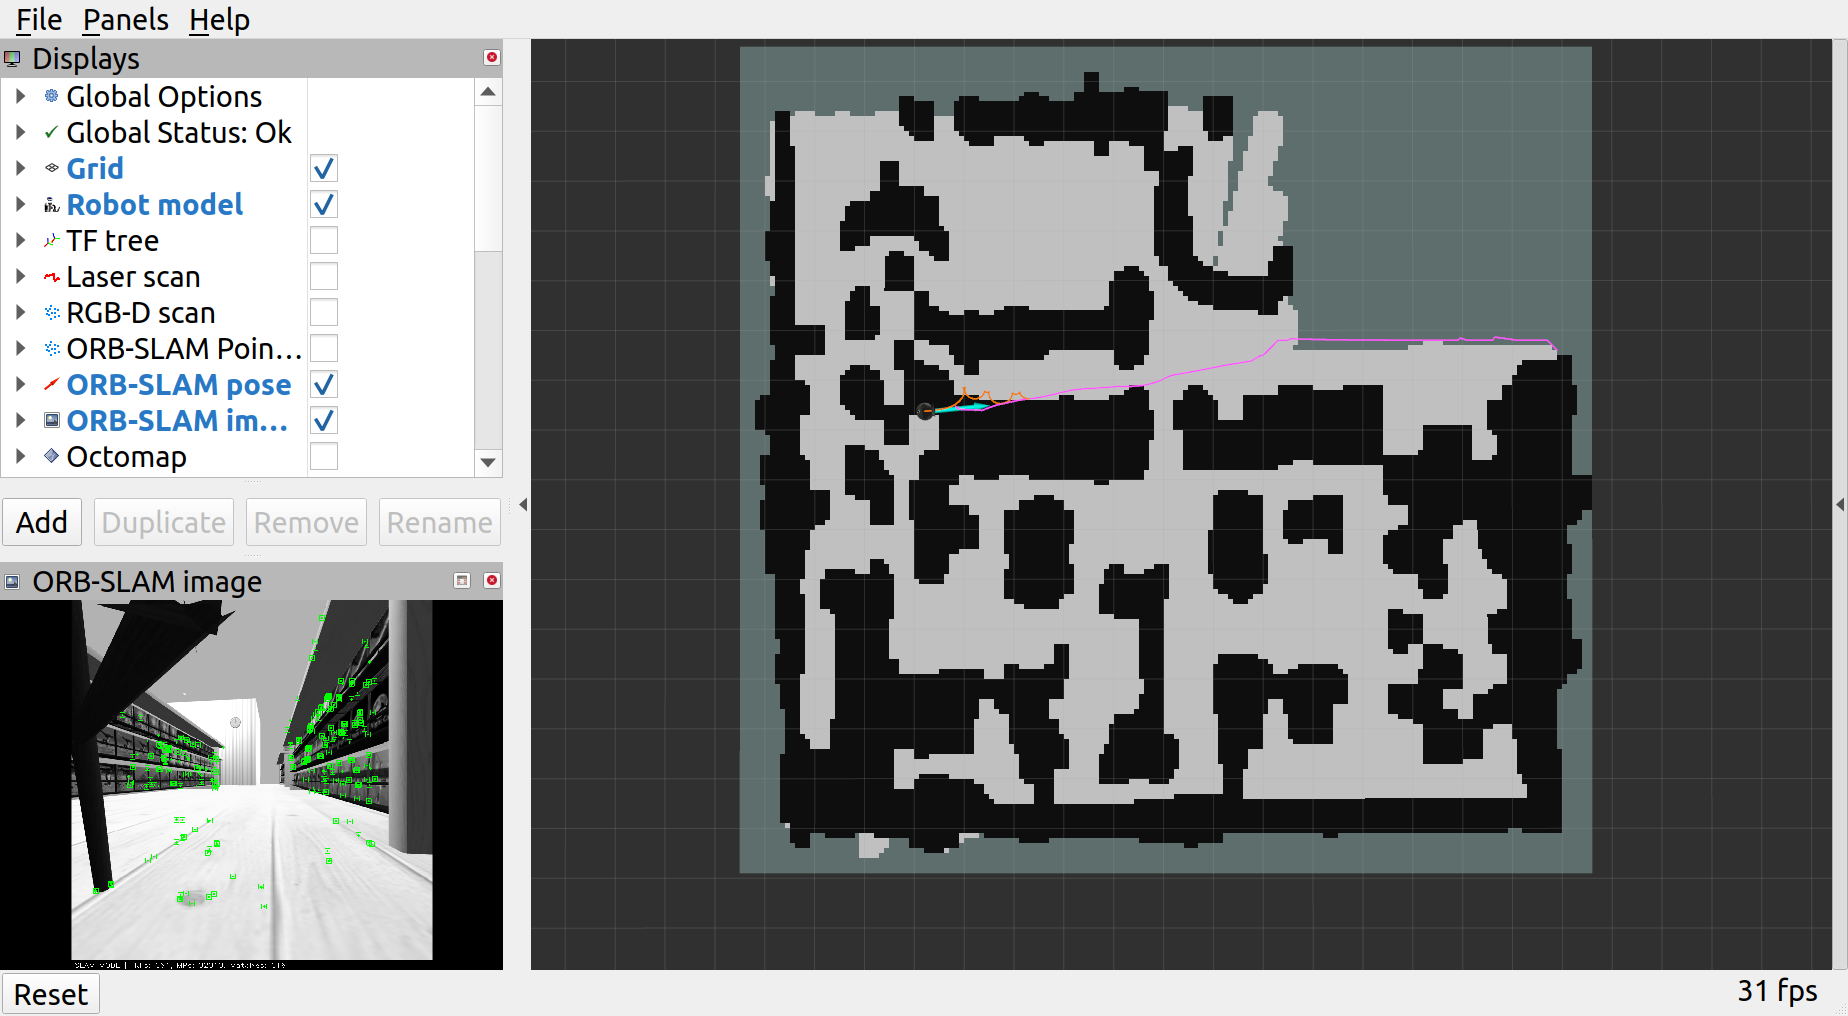 File Panels Help
Displays
Global Options
Global Status: Ok
Grid
Robot model
TF tree
Laser scan
RGB-D scan
ORB-SLAM Poin...
ORB-SLAM pose
ORB-SLAM im...
Octomap
Add Duplicate Remove Rename
ORB-SLAM image
Reset
31 fps